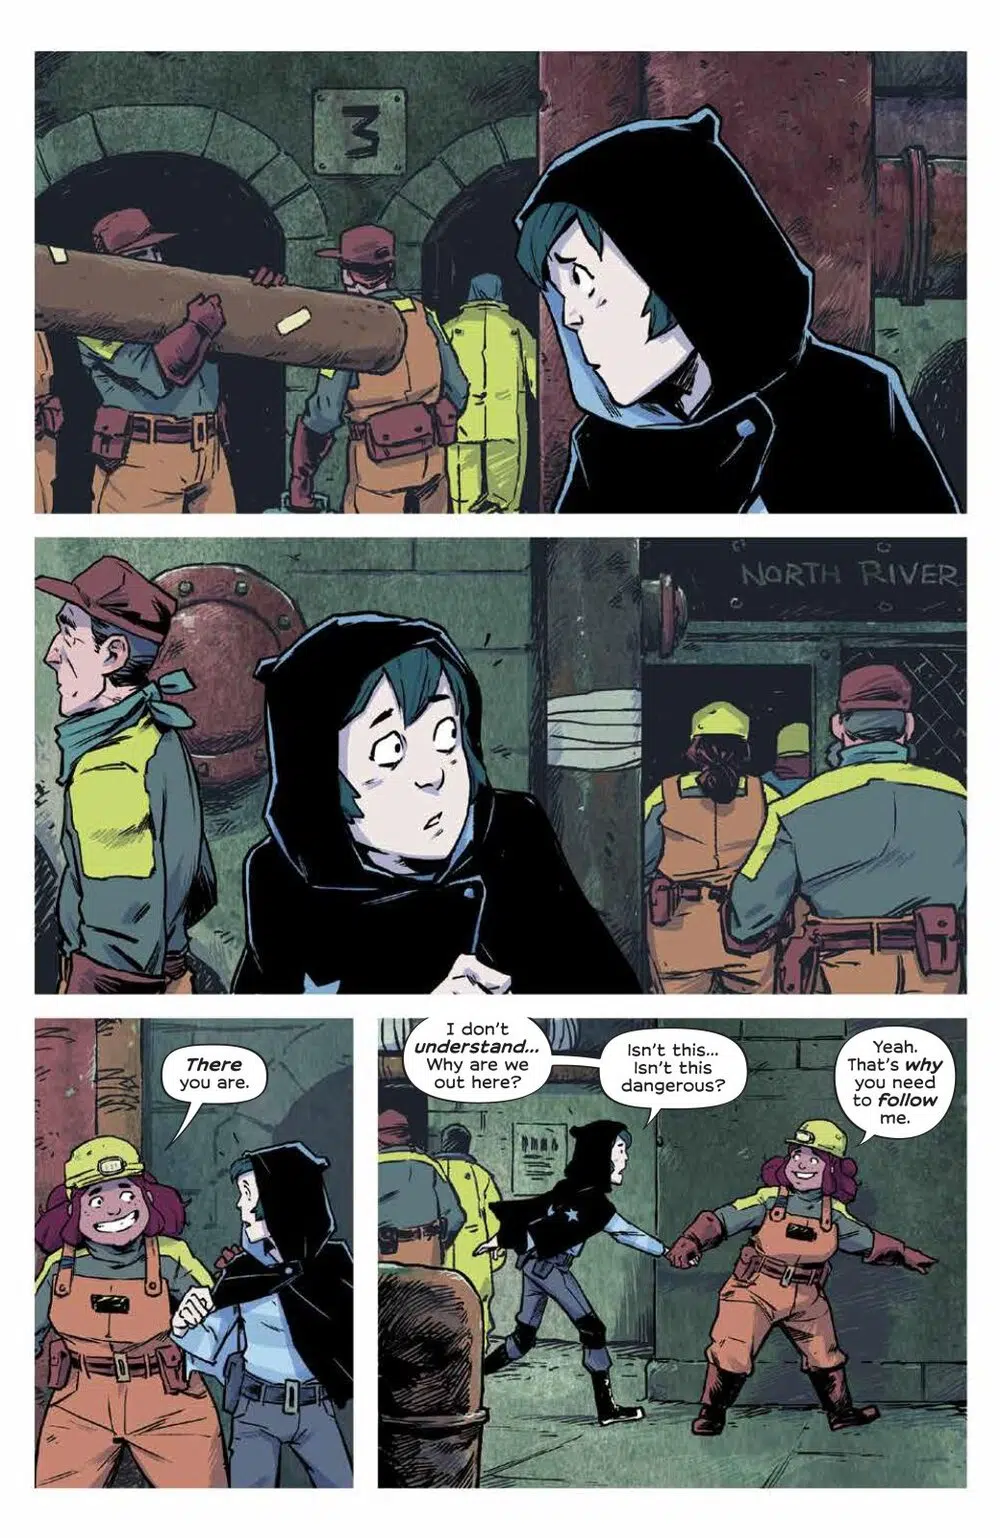 3
NORTH RIVER
There
you are.
I don't
understand...
Why are we
out here?
Isn't this...
Isn't this
dangerous?
Yeah.
That's why
you need
to follow
me.